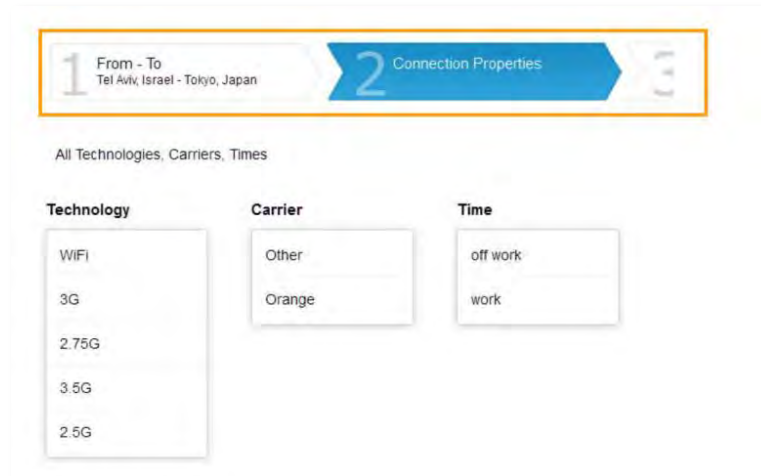 1
From - To
Tel Aviv, Israel - Tokyo, Japan
2
Connection Properties
3
All Technologies, Carriers, Times
Technology
WiFi
3G
2.75G
3.5G
2.5G
Carrier
Other
Orange
Time
off work
work